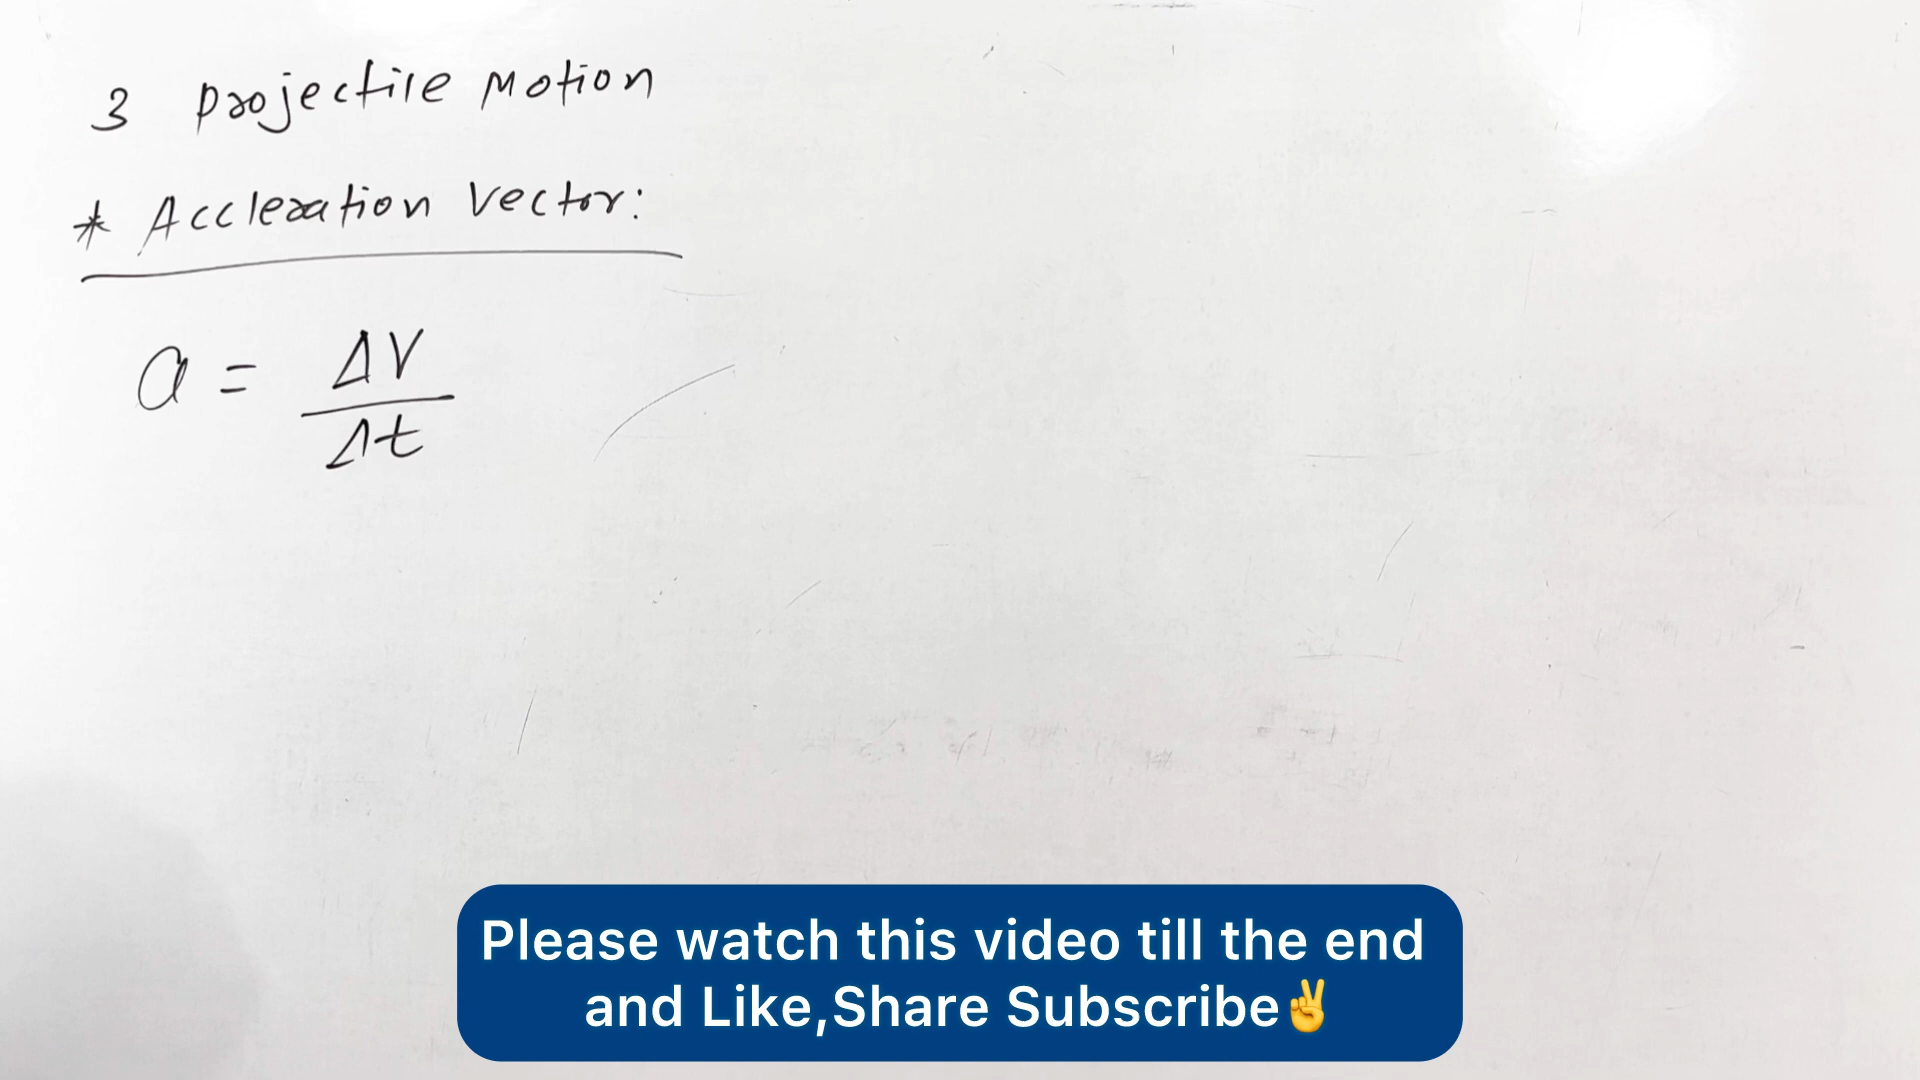 3 Projectile Motion
* Accleration Vector:
a = ΔV
Δt
Please watch this video till the end
and Like,Share Subscribe✌️